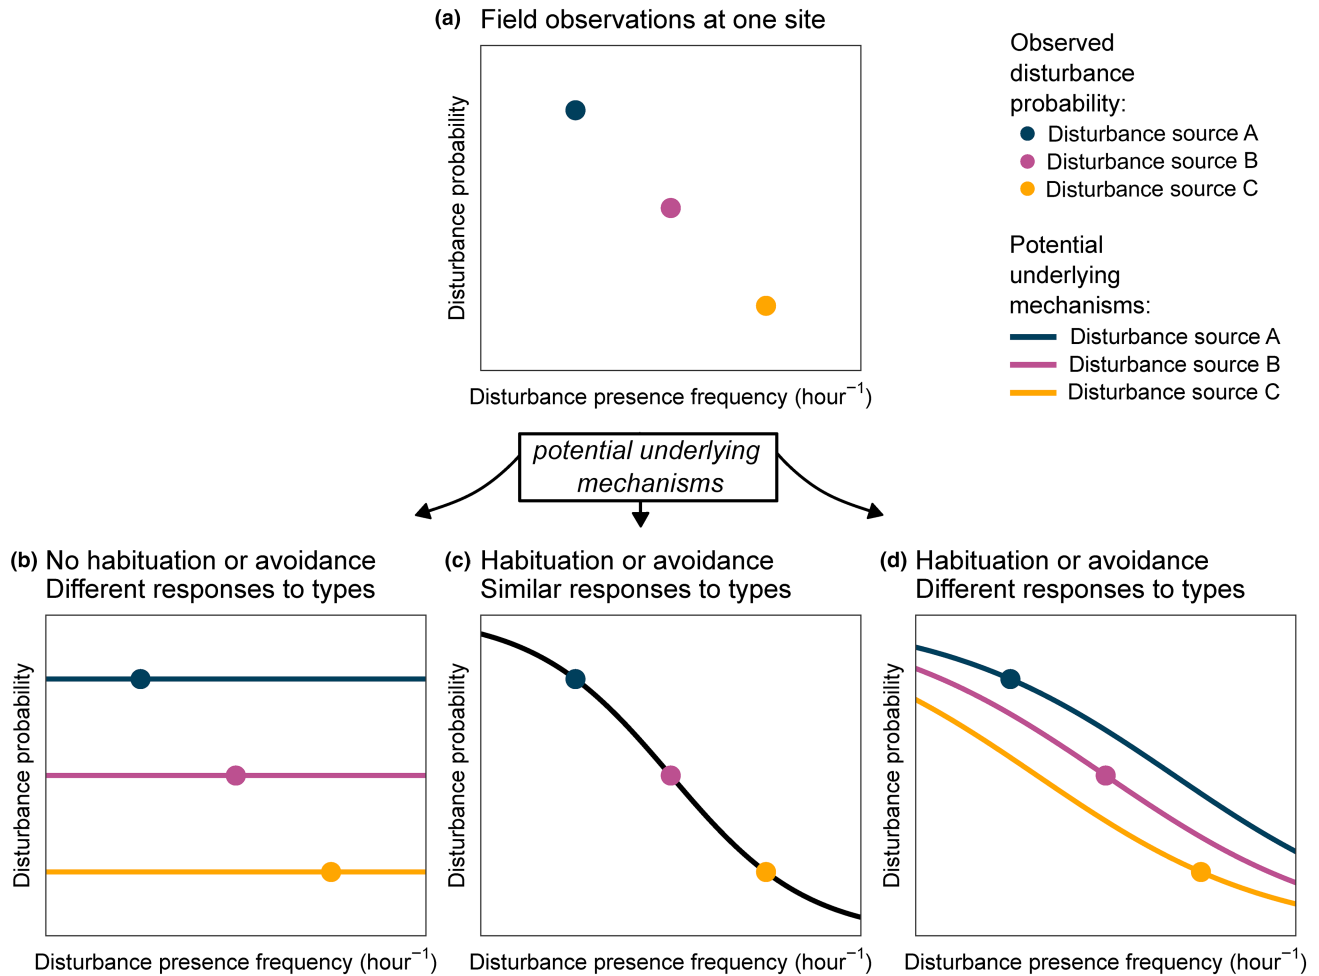 (a) Field observations at one site
Disturbance probability
Disturbance presence frequency (hour⁻¹)
Observed
disturbance
probability:
Disturbance source A
Disturbance source B
Disturbance source C
Potential
underlying
mechanisms:
Disturbance source A
Disturbance source B
Disturbance source C
potential underlying
mechanisms
(b) No habituation or avoidance
Different responses to types
Disturbance probability
Disturbance presence frequency (hour⁻¹)
(c) Habituation or avoidance
Similar responses to types
Disturbance probability
Disturbance presence frequency (hour⁻¹)
(d) Habituation or avoidance
Different responses to types
Disturbance probability
Disturbance presence frequency (hour⁻¹)